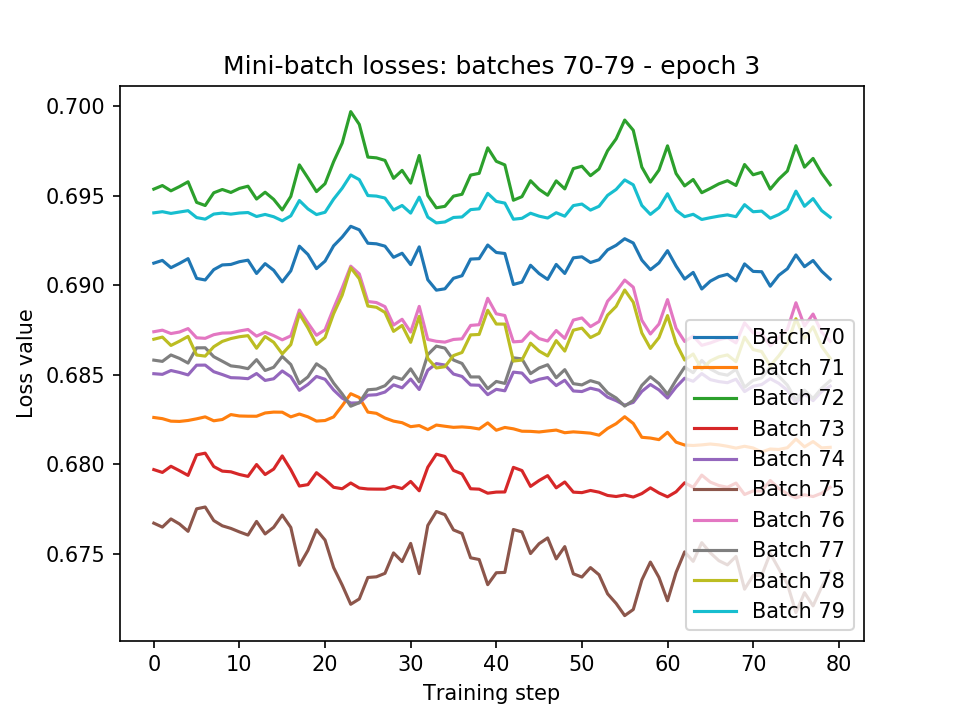 Mini-batch losses: batches 70-79 - epoch 3
0.700
0.695
0.690
0.685
0.680
0.675
Loss value
0
10
20
30
40
50
60
70
80
Training step
Batch 70
Batch 71
Batch 72
Batch 73
Batch 74
Batch 75
Batch 76
Batch 77
Batch 78
Batch 79